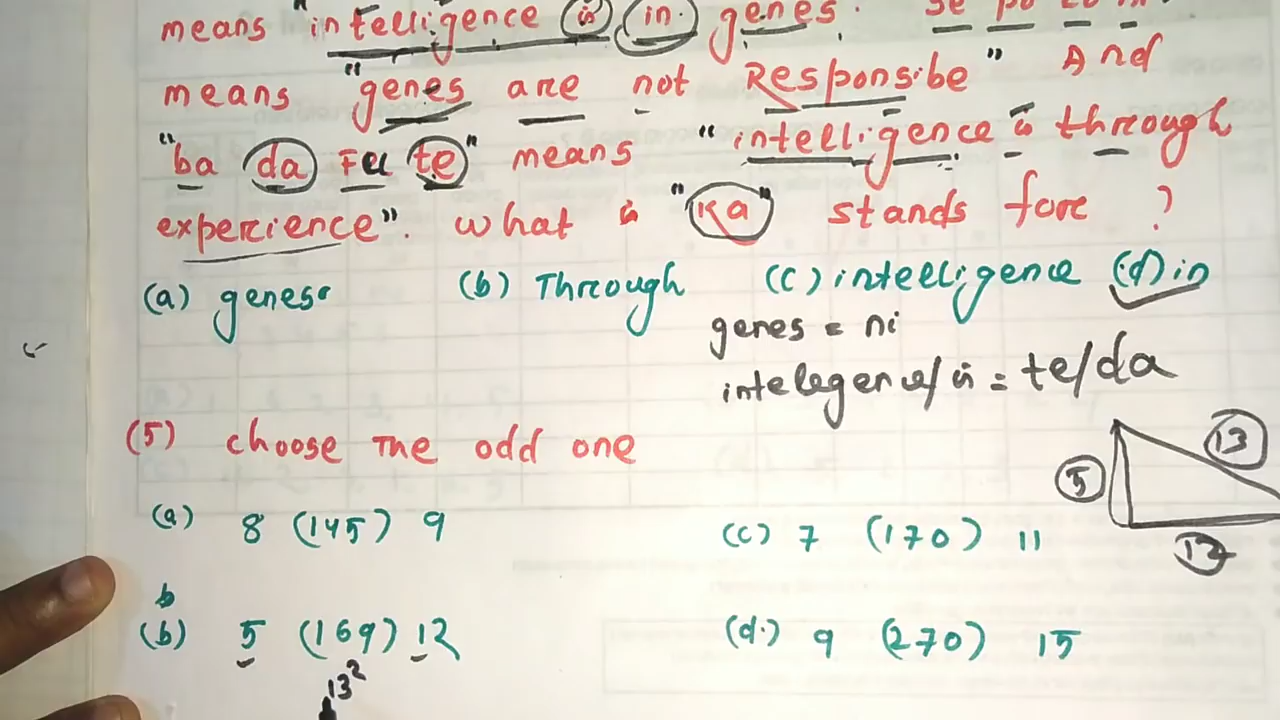 means "intelligence is in genes.
means "genes are not Responsibe" And
"ba da Fu te" means "intelligence is through
experience". what is "Ka" stands fore ?
(a) genes (b) Through (c) intelligence (d) in
genes = ni
intelegence/is = te/da
(5) choose The odd one
13
5
12
(a) 8 (145) 9 (c) 7 (170) 11
b
(b) 5 (169) 12 (d.) 9 (270) 15
13²